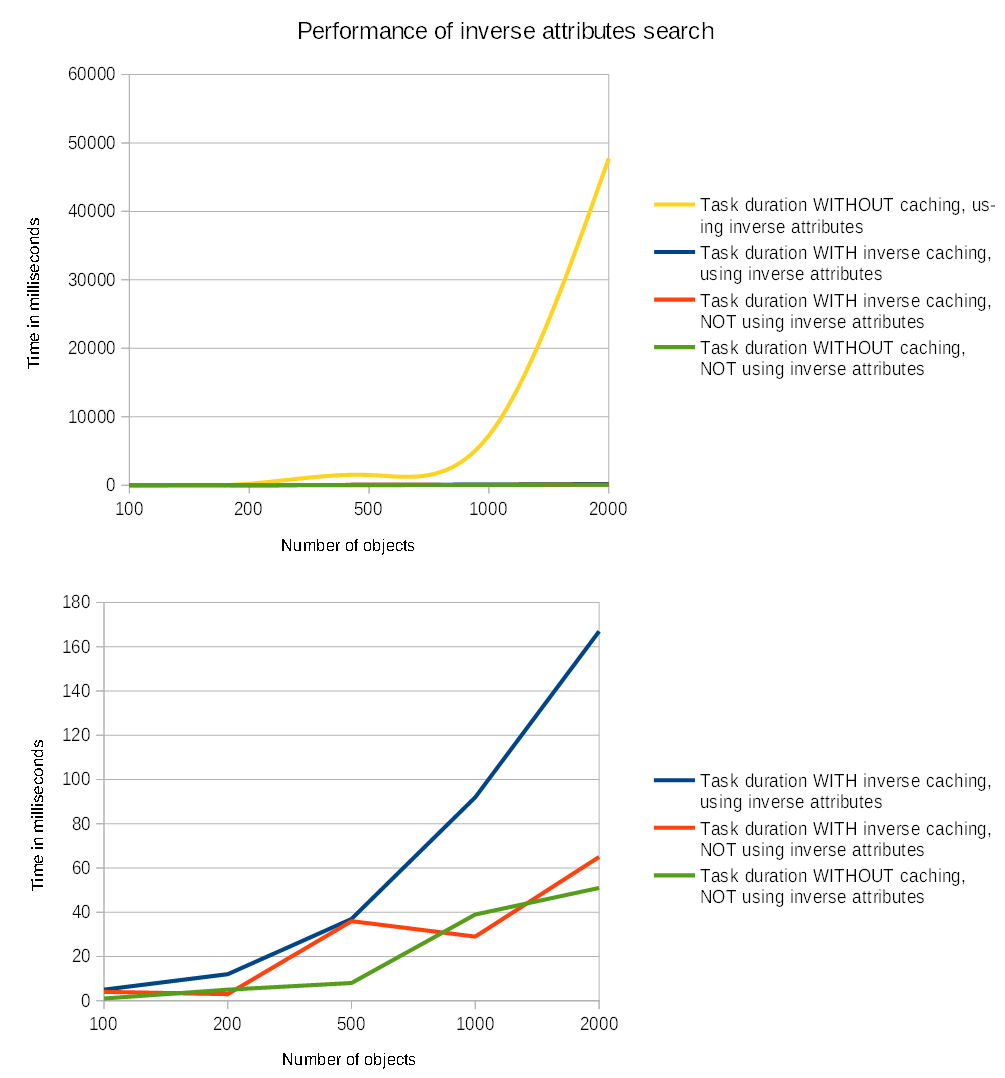 Performance of inverse attributes search
60000
50000
40000
30000
20000
10000
0
100 200 500 1000 2000
Time in milliseconds
Number of objects
Task duration WITHOUT caching, us-
ing inverse attributes
Task duration WITH inverse caching,
using inverse attributes
Task duration WITH inverse caching,
NOT using inverse attributes
Task duration WITHOUT caching,
NOT using inverse attributes
180
160
140
120
100
80
60
40
20
0
100 200 500 1000 2000
Time in milliseconds
Number of objects
Task duration WITH inverse caching,
using inverse attributes
Task duration WITH inverse caching,
NOT using inverse attributes
Task duration WITHOUT caching,
NOT using inverse attributes